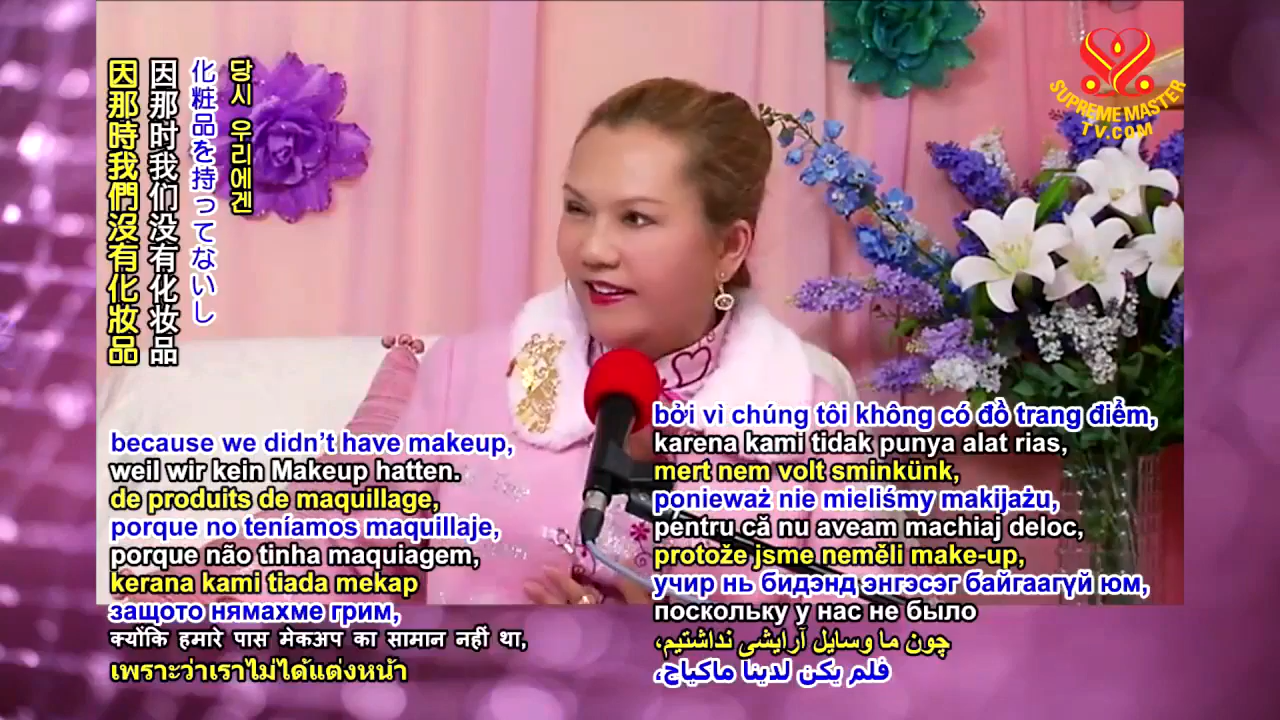 SUPREME MASTER
TV.COM
因那時我們沒有化妝品
因那时我们没有化妆品
化粧品を持ってないし
당시 우리에겐
because we didn't have makeup,
weil wir kein Makeup hatten.
de produits de maquillage,
porque no teníamos maquillaje,
porque não tinha maquiagem,
kerana kami tiada mekap
защото нямахме грим,
क्योंकि हमारे पास मेकअप का सामान नहीं था,
เพราะว่าเราไม่ได้แต่งหน้า
bởi vì chúng tôi không có đồ trang điểm,
karena kami tidak punya alat rias,
mert nem volt sminkünk,
ponieważ nie mieliśmy makijażu,
pentru că nu aveam machiaj deloc,
protože jsme neměli make-up,
учир нь бидэнд энгэсэг байгаагүй юм,
поскольку у нас не было
چون ما وسایل آرایشی نداشتیم،
فلم يكن لدينا ماكياج،